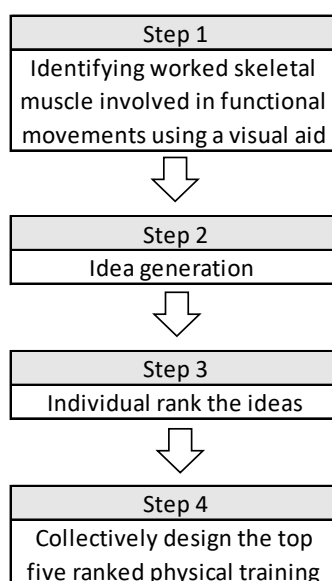 Step 1
Identifying worked skeletal
muscle involved in functional
movements using a visual aid
Step 2
Idea generation
Step 3
Individual rank the ideas
Step 4
Collectively design the top
five ranked physical training